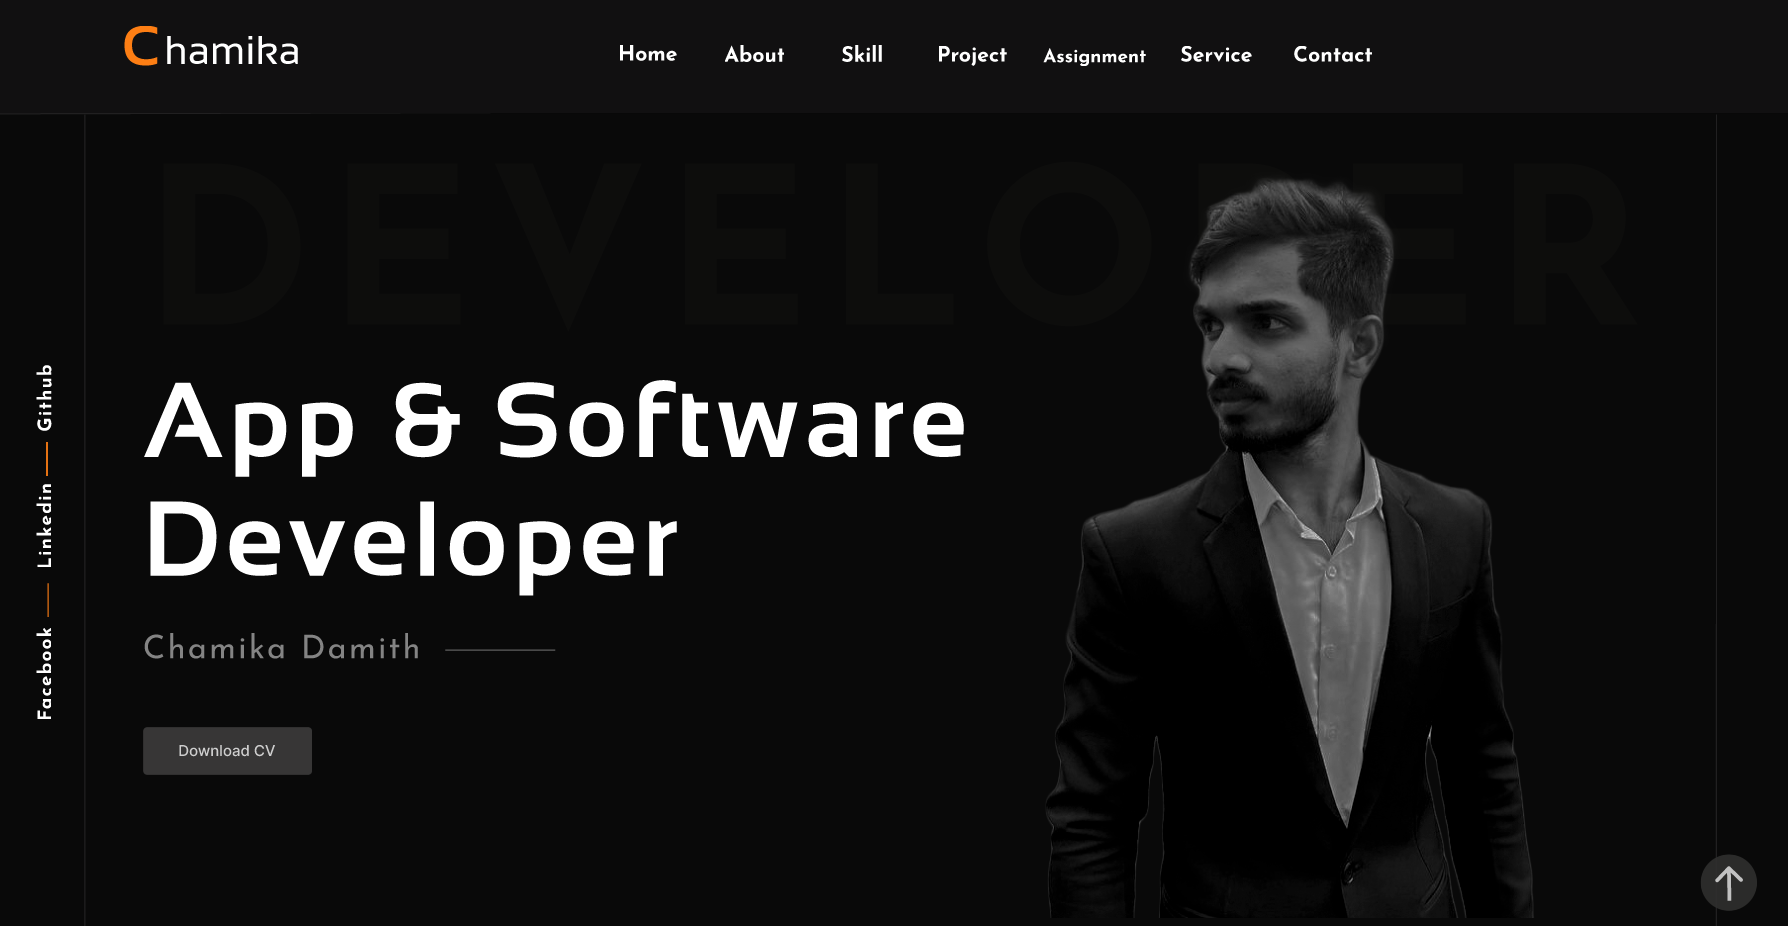 Chamika
Home About Skill Project Assignment Service Contact
DEVELOPER
App & Software
Developer
Chamika Damith
Download CV
Github
Linkedin
Facebook